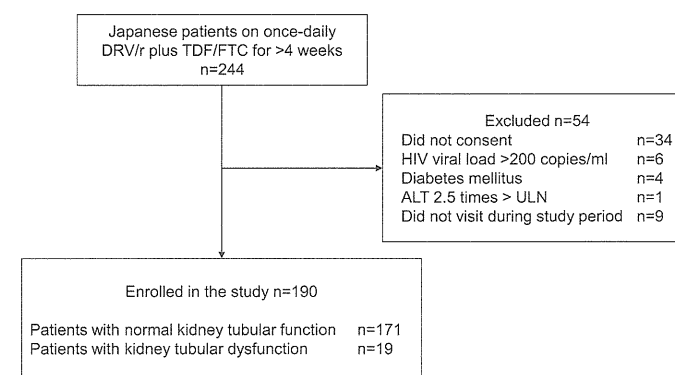 Japanese patients on once-daily
DRV/r plus TDF/FTC for >4 weeks
n=244
Excluded n=54
Did not consent n=34
HIV viral load >200 copies/ml n=6
Diabetes mellitus n=4
ALT 2.5 times > ULN n=1
Did not visit during study period n=9
Enrolled in the study n=190
Patients with normal kidney tubular function n=171
Patients with kidney tubular dysfunction n=19